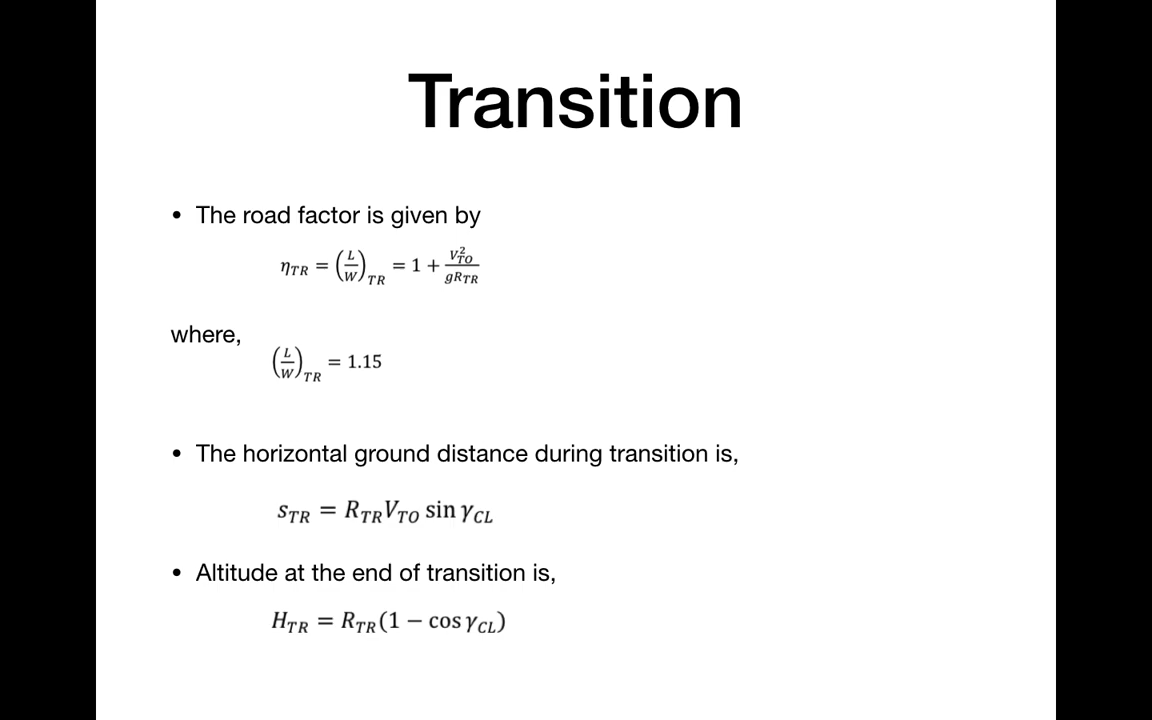 Transition
• The road factor is given by
η_TR = (L/W)_TR = 1 + V_TO^2/gR_TR
where,
(L/W)_TR = 1.15
• The horizontal ground distance during transition is,
s_TR = R_TR V_TO sin γ_CL
• Altitude at the end of transition is,
H_TR = R_TR(1 − cos γ_CL)